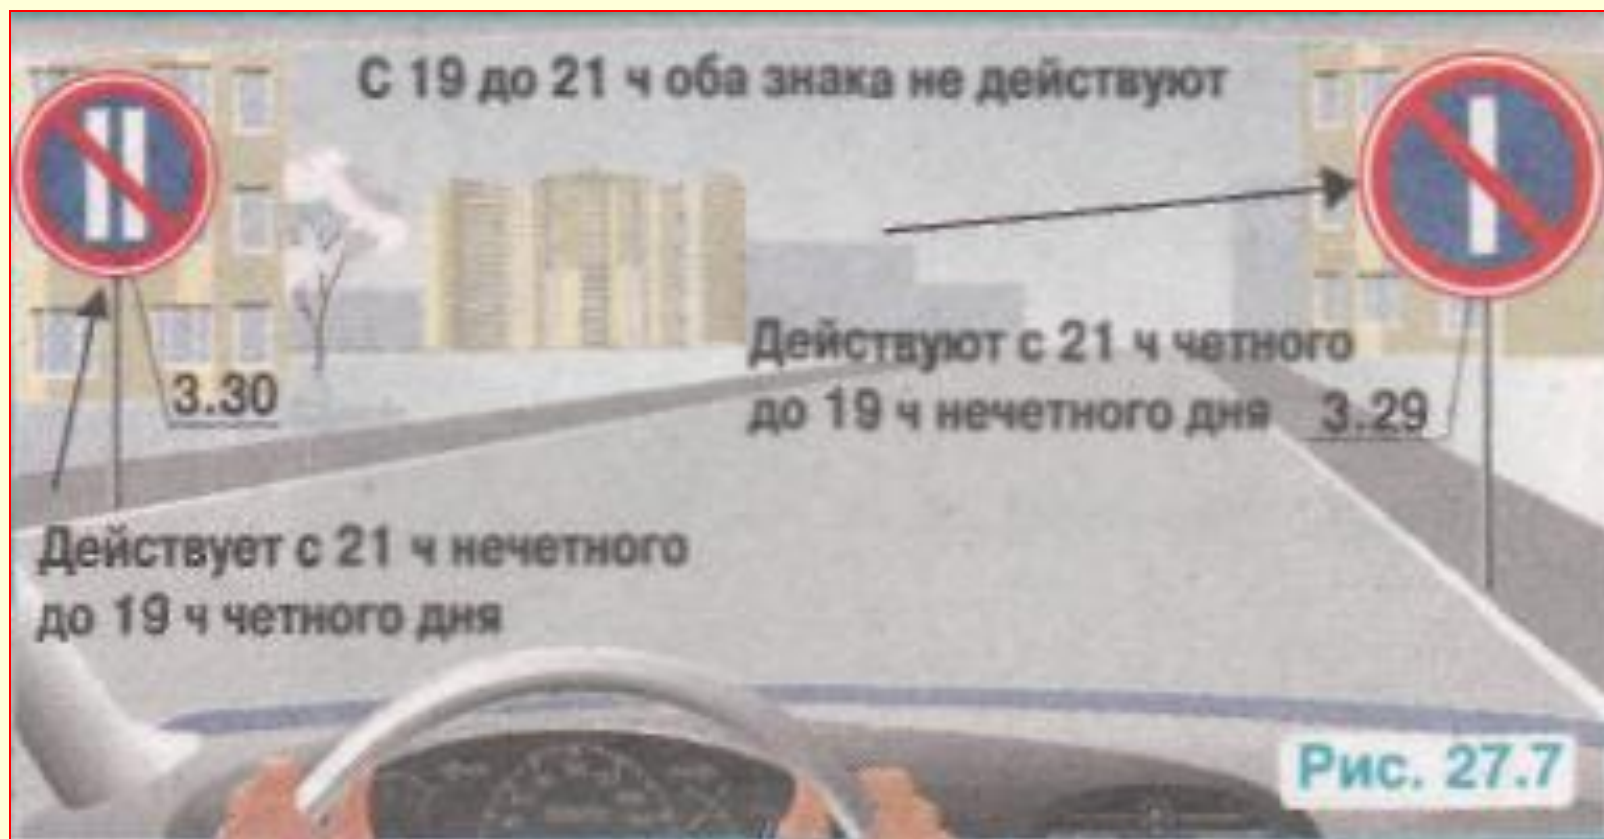 С 19 до 21 ч оба знака не действуют
Действуют с 21 ч четного
до 19 ч нечетного дня
3.29
3.30
Действует с 21 ч нечетного
до 19 ч четного дня
Рис. 27.7